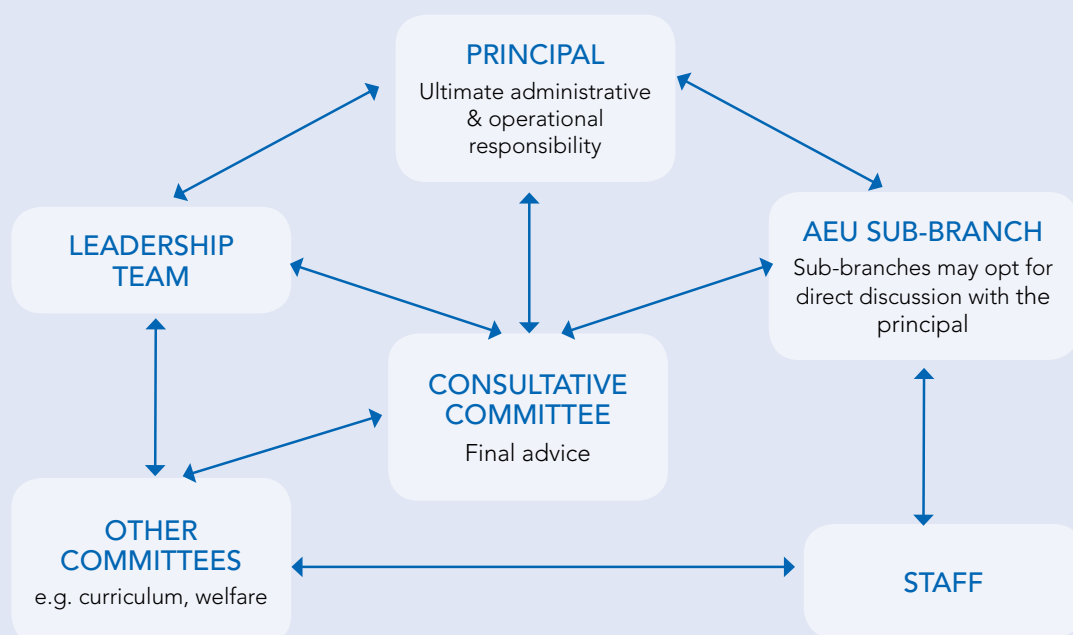 PRINCIPAL
Ultimate administrative
& operational
responsibility
LEADERSHIP
TEAM
AEU SUB-BRANCH
Sub-branches may opt for
direct discussion with the
principal
CONSULTATIVE
COMMITTEE
Final advice
OTHER
COMMITTEES
e.g. curriculum, welfare
STAFF